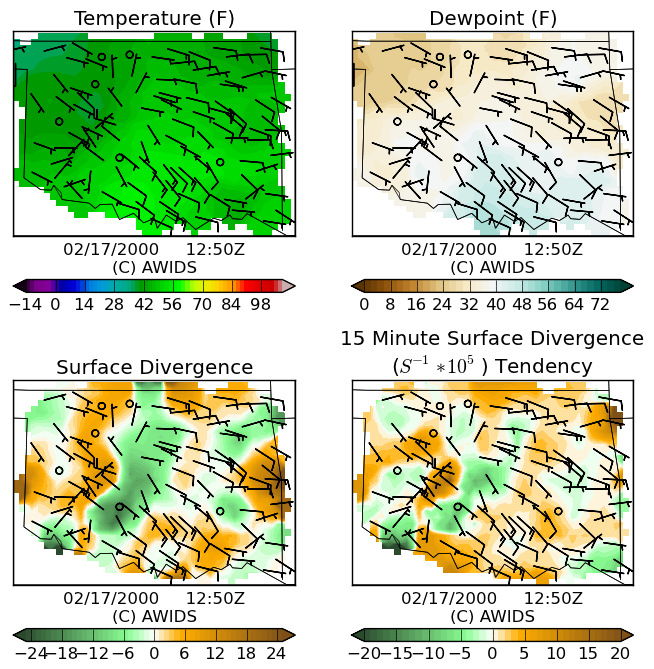 Temperature (F)
Dewpoint (F)
02/17/2000 12:50Z
(C) AWIDS
02/17/2000 12:50Z
(C) AWIDS
−14 0 14 28 42 56 70 84 98
0 8 16 24 32 40 48 56 64 72
Surface Divergence
15 Minute Surface Divergence
(S⁻¹ *10⁵ ) Tendency
02/17/2000 12:50Z
(C) AWIDS
02/17/2000 12:50Z
(C) AWIDS
−24 −18 −12 −6 0 6 12 18 24
−20 −15 −10 −5 0 5 10 15 20